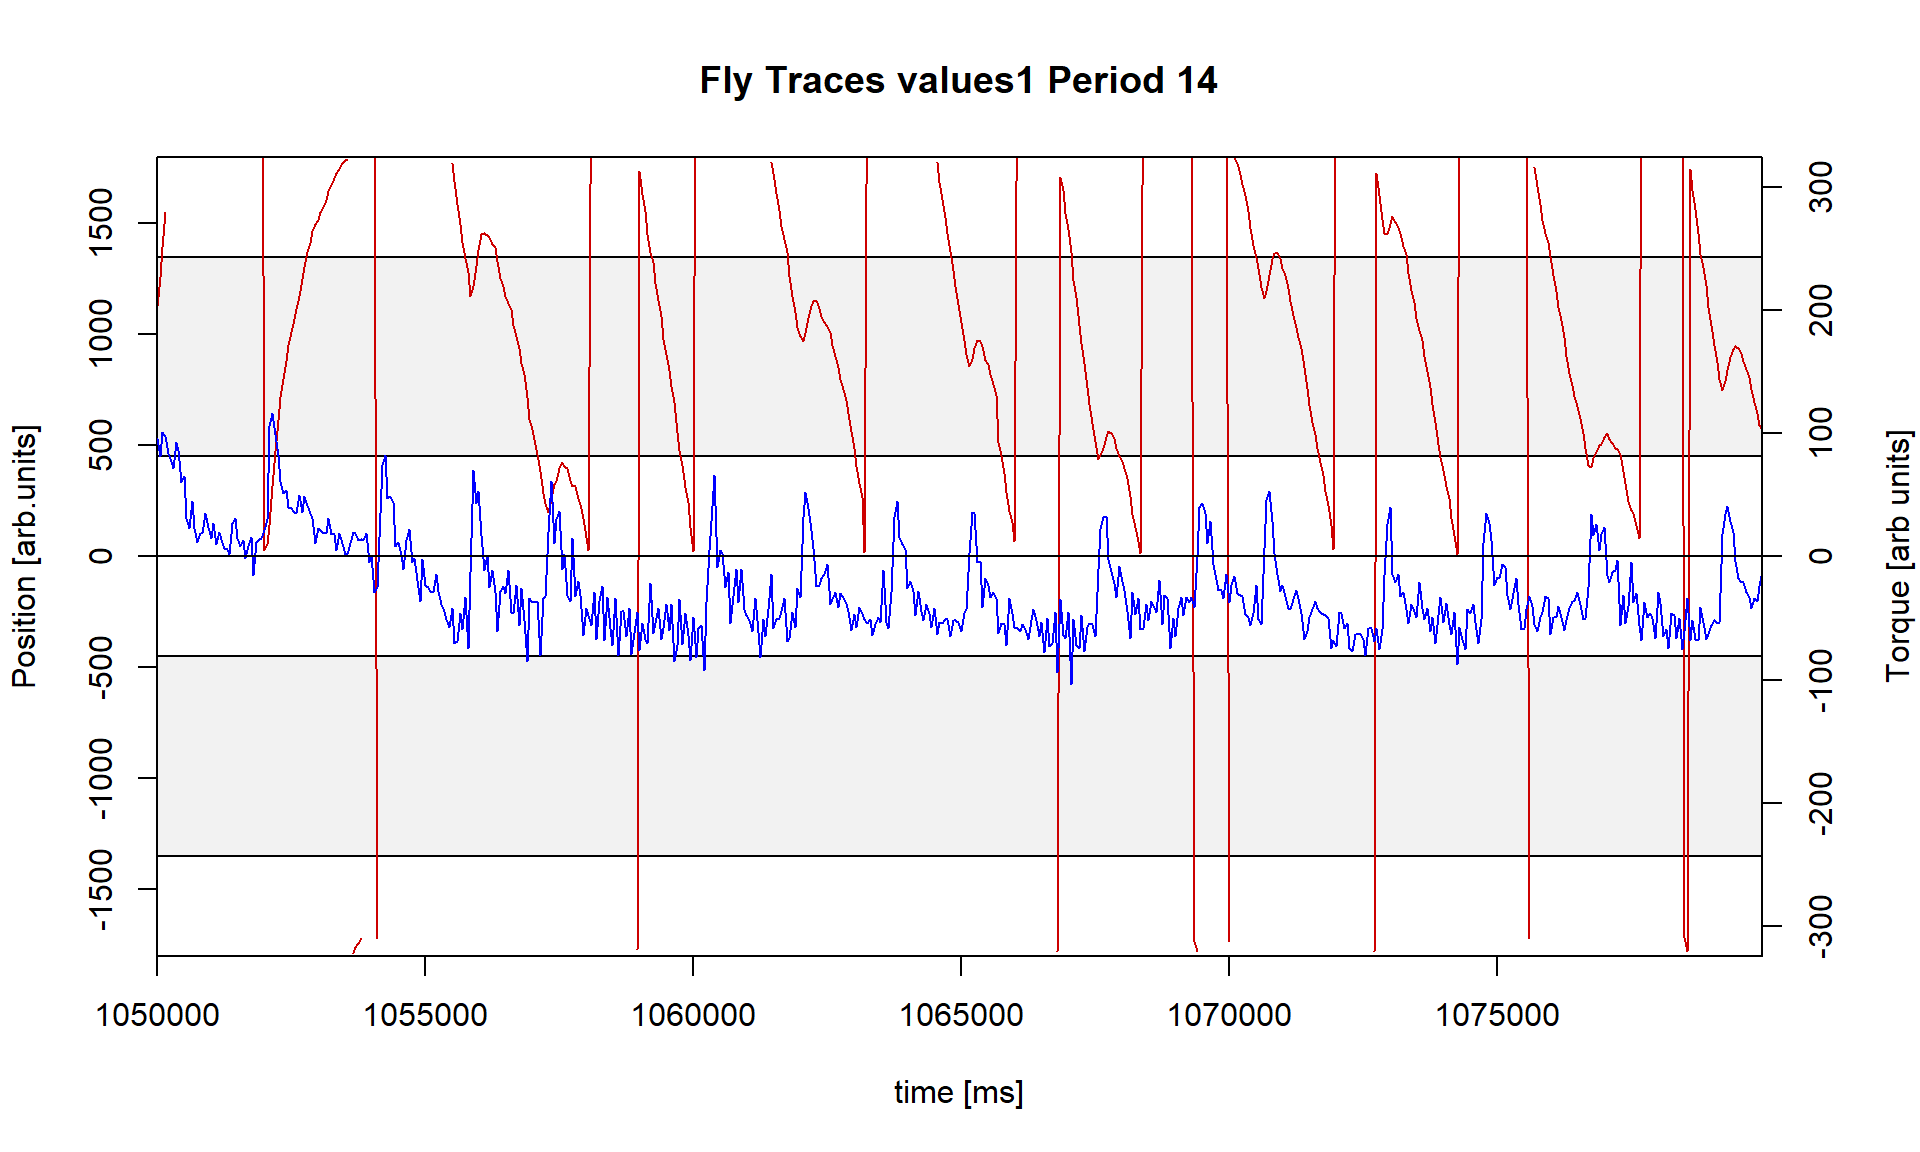 Fly Traces values1 Period 14
Position [arb.units]
1500
1000
500
0
-500
-1000
-1500
300
200
100
0
-100
-200
-300
Torque [arb units]
1050000 1055000 1060000 1065000 1070000 1075000
time [ms]